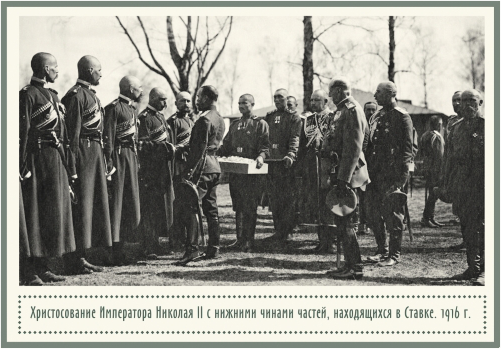 Христосование Императора Николая II с нижними чинами частей, находящихся в Ставке. 1916 г.